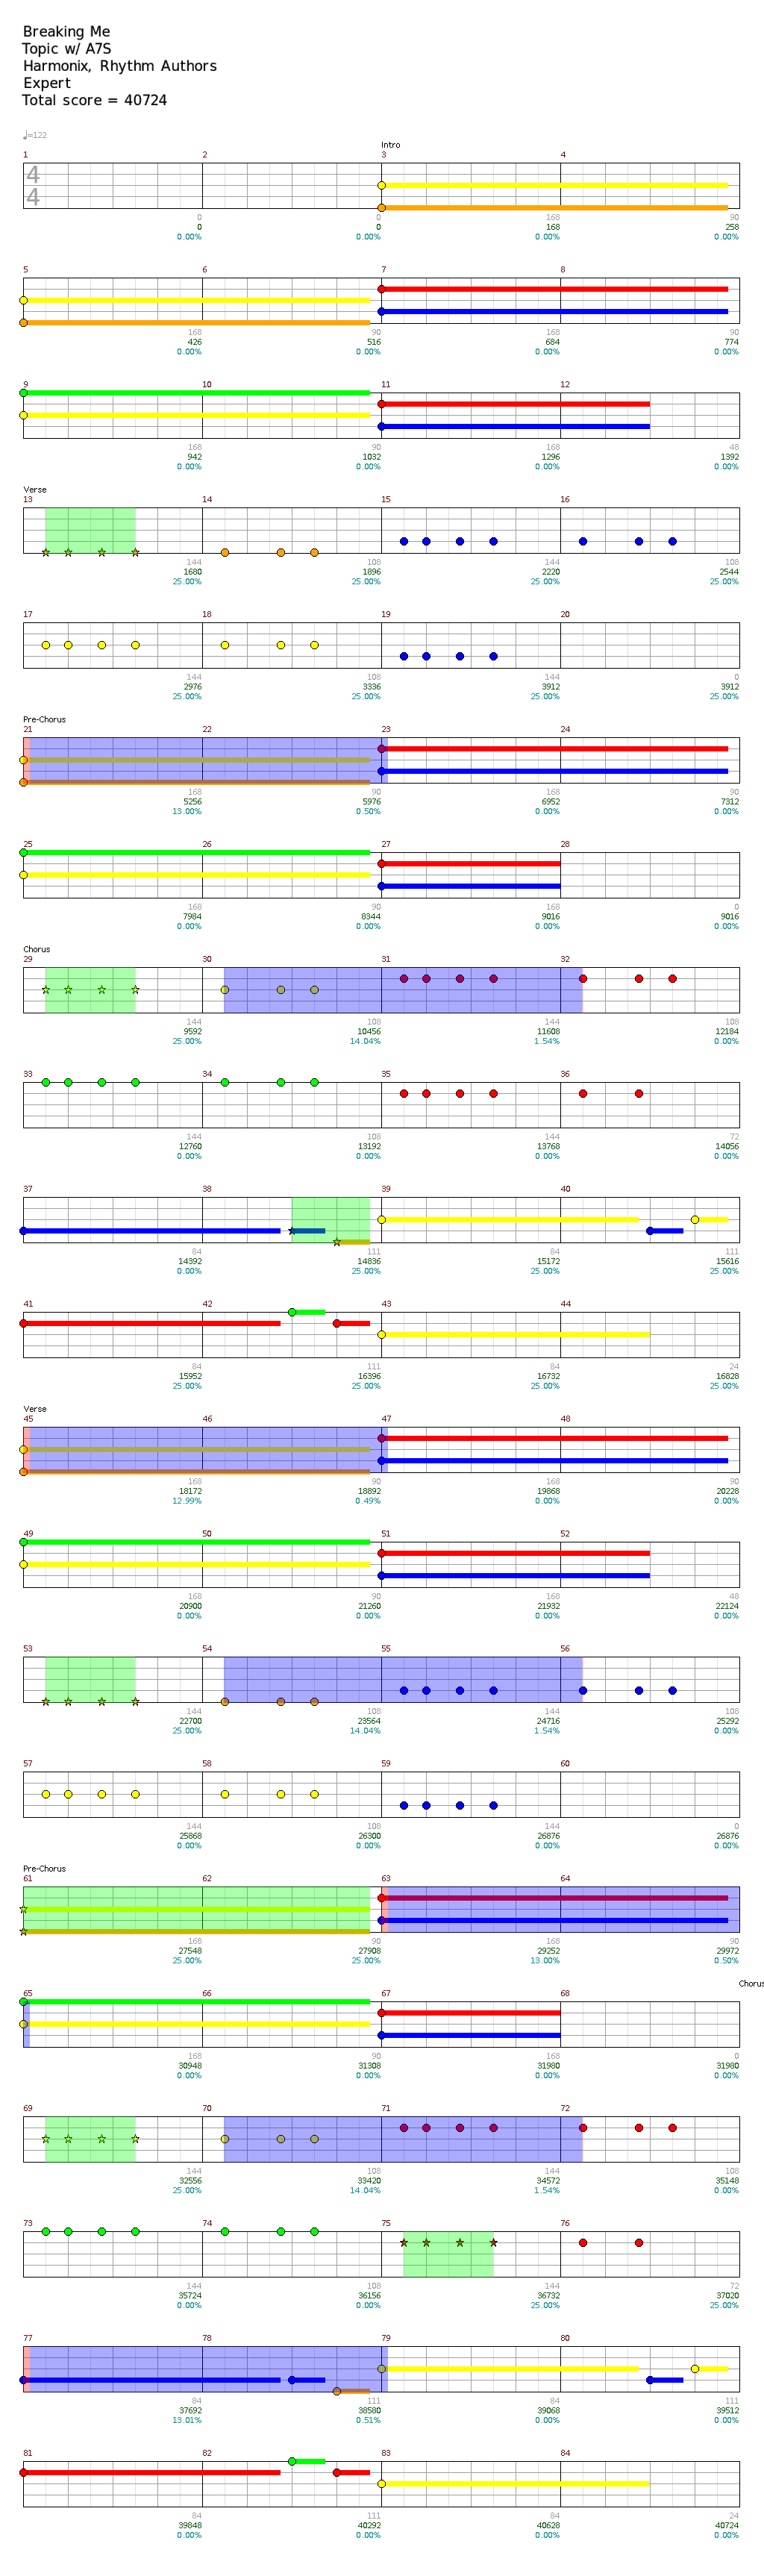 Breaking Me
Topic w/ A7S
Harmonix, Rhythm Authors
Expert
Total score = 40724
♩=122
Intro
1 2 3 4
4
4
0 0 168 90
0 0 168 258
0.00% 0.00% 0.00% 0.00%
5 6 7 8
168 90 168 90
426 516 684 774
0.00% 0.00% 0.00% 0.00%
9 10 11 12
168 90 168 48
942 1032 1296 1392
0.00% 0.00% 0.00% 0.00%
Verse
13 14 15 16
144 108 144 108
1680 1896 2220 2544
25.00% 25.00% 25.00% 25.00%
17 18 19 20
144 108 144 0
2976 3336 3912 3912
25.00% 25.00% 25.00% 25.00%
Pre-Chorus
21 22 23 24
168 90 168 90
5256 5976 6952 7312
13.00% 0.50% 0.00% 0.00%
25 26 27 28
168 90 168 0
7984 8344 9016 9016
0.00% 0.00% 0.00% 0.00%
Chorus
29 30 31 32
144 108 144 108
9592 10456 11608 12184
25.00% 14.04% 1.54% 0.00%
33 34 35 36
144 108 144 72
12760 13192 13768 14056
0.00% 0.00% 0.00% 0.00%
37 38 39 40
84 111 84 111
14392 14836 15172 15616
0.00% 25.00% 25.00% 25.00%
41 42 43 44
84 111 84 24
15952 16396 16732 16828
25.00% 25.00% 25.00% 25.00%
Verse
45 46 47 48
168 90 168 90
18172 18892 19868 20228
12.99% 0.49% 0.00% 0.00%
49 50 51 52
168 90 168 48
20900 21260 21932 22124
0.00% 0.00% 0.00% 0.00%
53 54 55 56
144 108 144 108
22700 23564 24716 25292
25.00% 14.04% 1.54% 0.00%
57 58 59 60
144 108 144 0
25868 26300 26876 26876
0.00% 0.00% 0.00% 0.00%
Pre-Chorus
61 62 63 64
168 90 168 90
27548 27908 29252 29972
25.00% 25.00% 13.00% 0.50%
Chorus
65 66 67 68
168 90 168 0
30948 31308 31980 31980
0.00% 0.00% 0.00% 0.00%
69 70 71 72
144 108 144 108
32556 33420 34572 35148
25.00% 14.04% 1.54% 0.00%
73 74 75 76
144 108 144 72
35724 36156 36732 37020
0.00% 0.00% 25.00% 25.00%
77 78 79 80
84 111 84 111
37692 38580 39068 39512
13.01% 0.51% 0.00% 0.00%
81 82 83 84
84 111 84 24
39848 40292 40628 40724
0.00% 0.00% 0.00% 0.00%